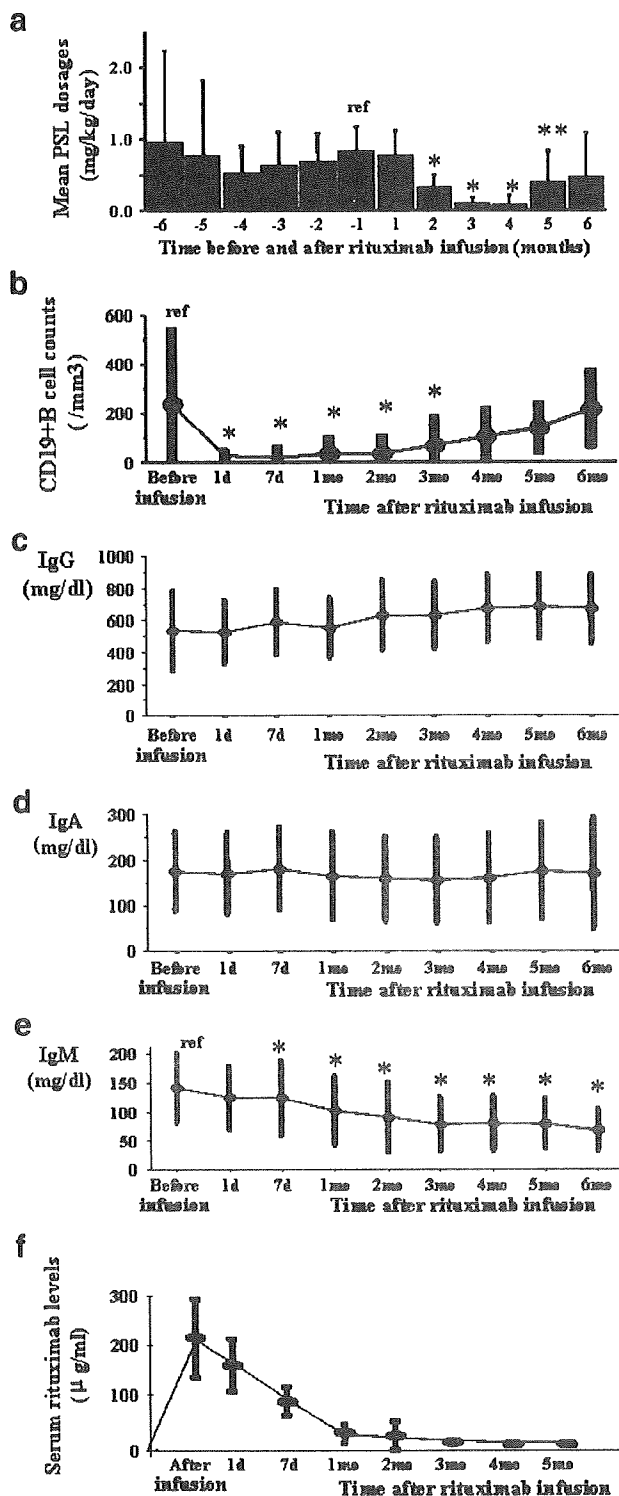 a
Mean PSL dosages
(mg/kg/day)
2.0
1.0
0.0
ref
*
*
*
**
-6 -5 -4 -3 -2 -1 1 2 3 4 5 6
Time before and after rituximab infusion (months)
b
CD19+B cell counts
( /mm3)
600
400
200
0
ref
*
*
*
*
*
Before infusion 1d 7d 1mo 2mo 3mo 4mo 5mo 6mo
Time after rituximab infusion
c
IgG
(mg/dl)
1000
800
600
400
200
0
Before infusion 1d 7d 1mo 2mo 3mo 4mo 5mo 6mo
Time after rituximab infusion
d
IgA
(mg/dl)
300
200
100
0
Before infusion 1d 7d 1mo 2mo 3mo 4mo 5mo 6mo
Time after rituximab infusion
e
IgM
(mg/dl)
200
150
100
50
0
ref
*
*
*
*
*
*
*
Before infusion 1d 7d 1mo 2mo 3mo 4mo 5mo 6mo
Time after rituximab infusion
f
Serum rituximab levels
( μ g/ml)
300
200
100
0
After infusion 1d 7d 1mo 2mo 3mo 4mo 5mo
Time after rituximab infusion